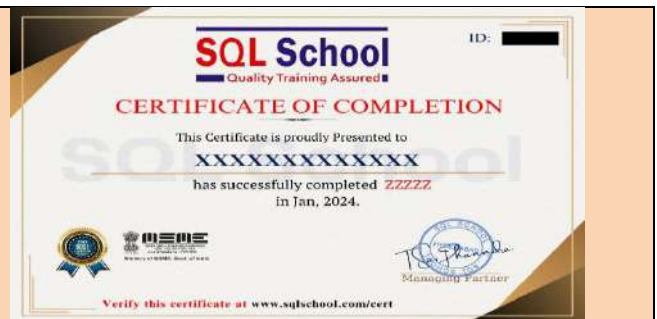 SQL School
Quality Training Assured
ID:
CERTIFICATE OF COMPLETION
This Certificate is proudly Presented to
XXXXXXXXXXXXX
has successfully completed ZZZZZ
in Jan, 2024.
Managing Partner
Verify this certificate at www.sqlschool.com/cert